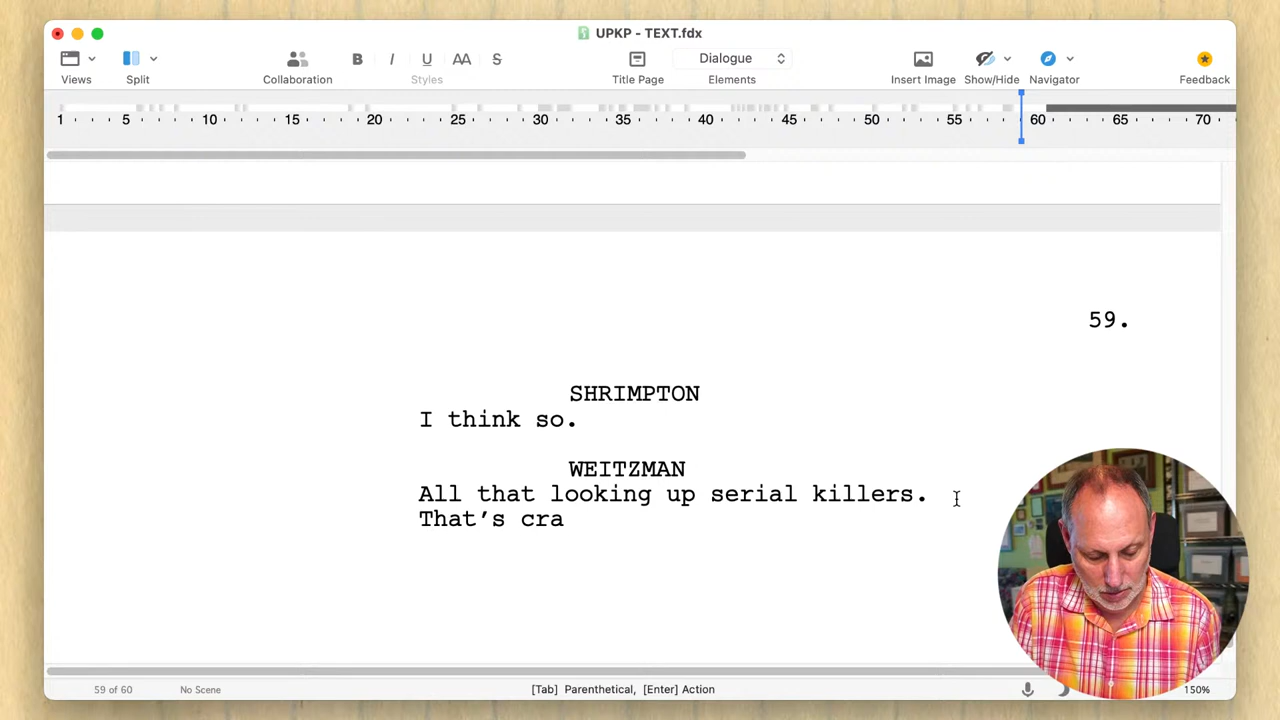 UPKP - TEXT.fdx
Views
Split
Collaboration
B I U AA S
Styles
Title Page
Dialogue
Elements
Insert Image
Show/Hide
Navigator
Feedback
1 5 10 15 20 25 30 35 40 45 50 55 60 65 70
59.
SHRIMPTON
I think so.
WEITZMAN
All that looking up serial killers.
That’s cra
59 of 60
No Scene
[Tab] Parenthetical, [Enter] Action
150%